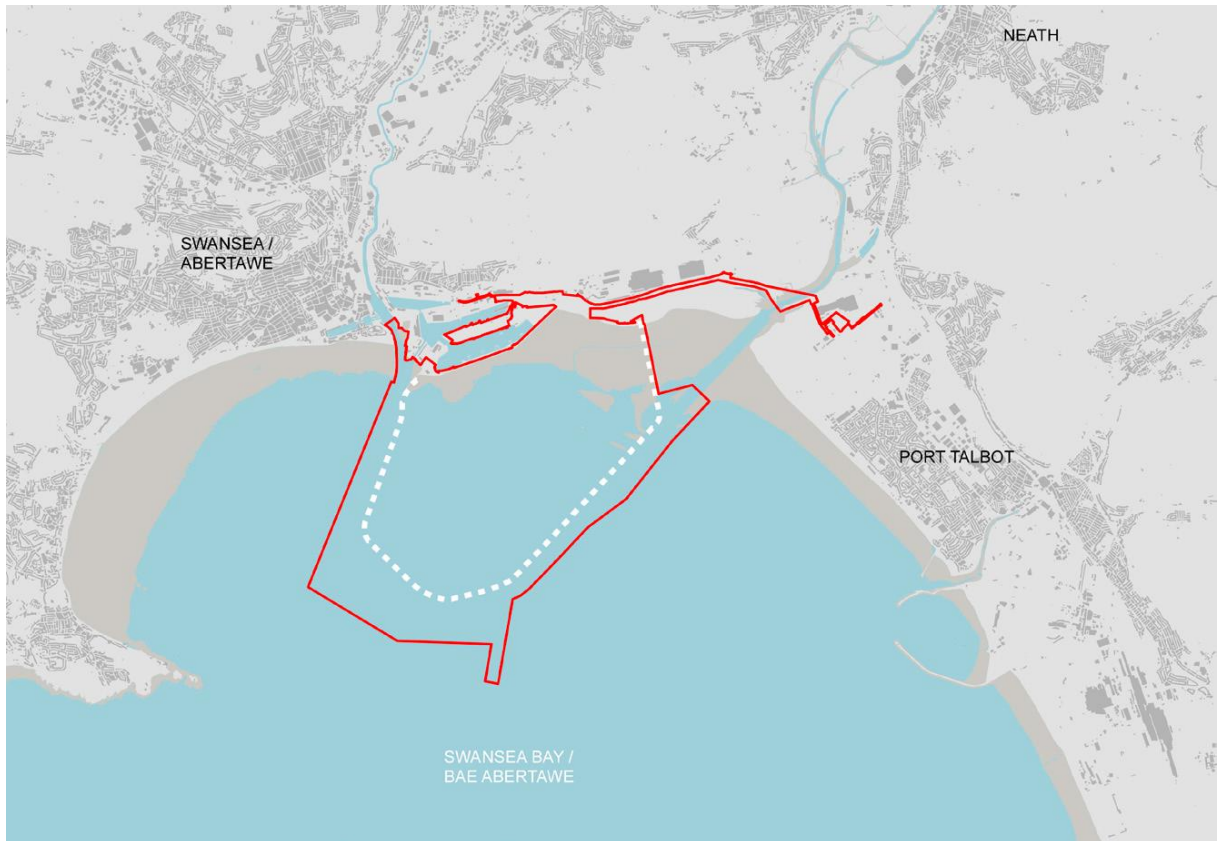 NEATH
SWANSEA /
ABERTAWE
PORT TALBOT
SWANSEA BAY /
BAE ABERTAWE